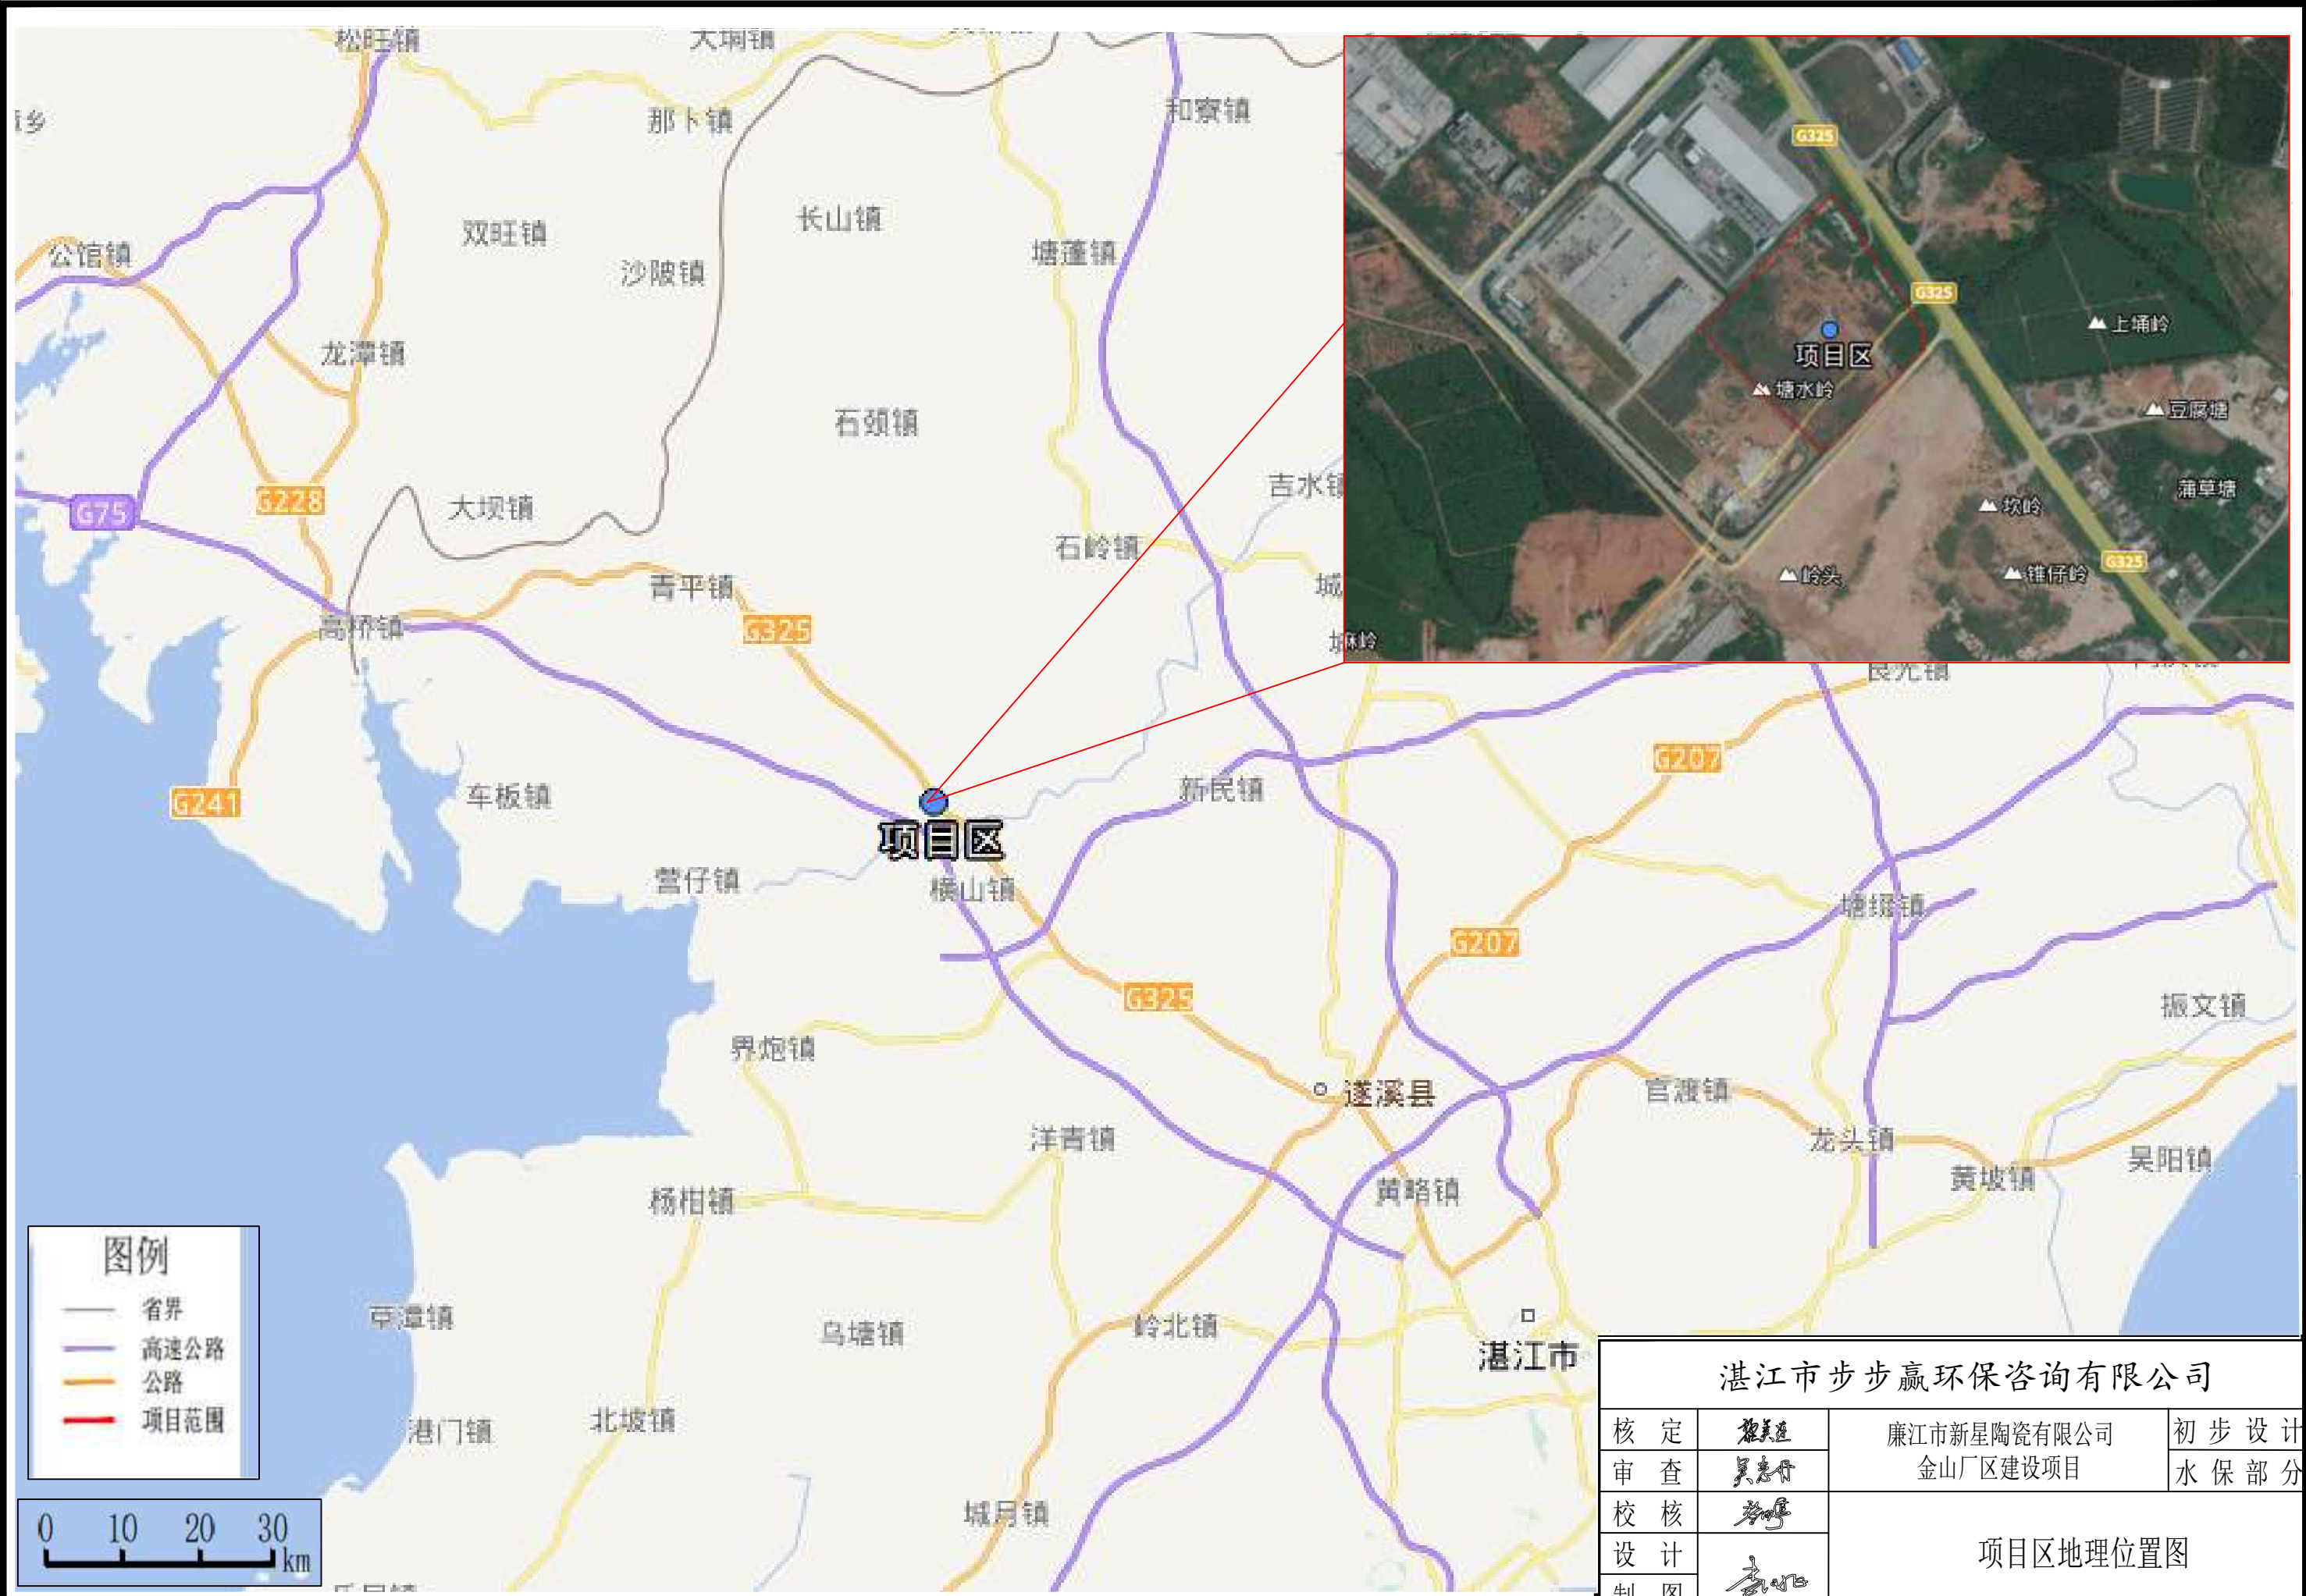 松旺镇
那卜镇
和寮镇
双旺镇
长山镇
沙陂镇
塘蓬镇
公馆镇
龙潭镇
石颈镇
大坝镇
G75
G228
吉水
石岭镇
青平镇
G325
高桥镇
G241
车板镇
项目区
新民镇
G207
营仔镇
横山镇
塘缀镇
G207
G325
振文镇
界炮镇
遂溪县
官渡镇
洋青镇
龙头镇
吴阳镇
黄坡镇
杨柑镇
黄略镇
草潭镇
乌塘镇
岭北镇
湛江市
港门镇
北坡镇
城月镇
G325
G325
上埇岭
项目区
塘水岭
豆腐塘
蒲草塘
坎岭
岭头
锥仔岭
G325
麻岭
图例
省界
高速公路
公路
项目范围
0 10 20 30
km
湛江市步步赢环保咨询有限公司
核 定
廉江市新星陶瓷有限公司
金山厂区建设项目
初步设计
审 查
水保部分
校 核
设 计
制 图
项目区地理位置图